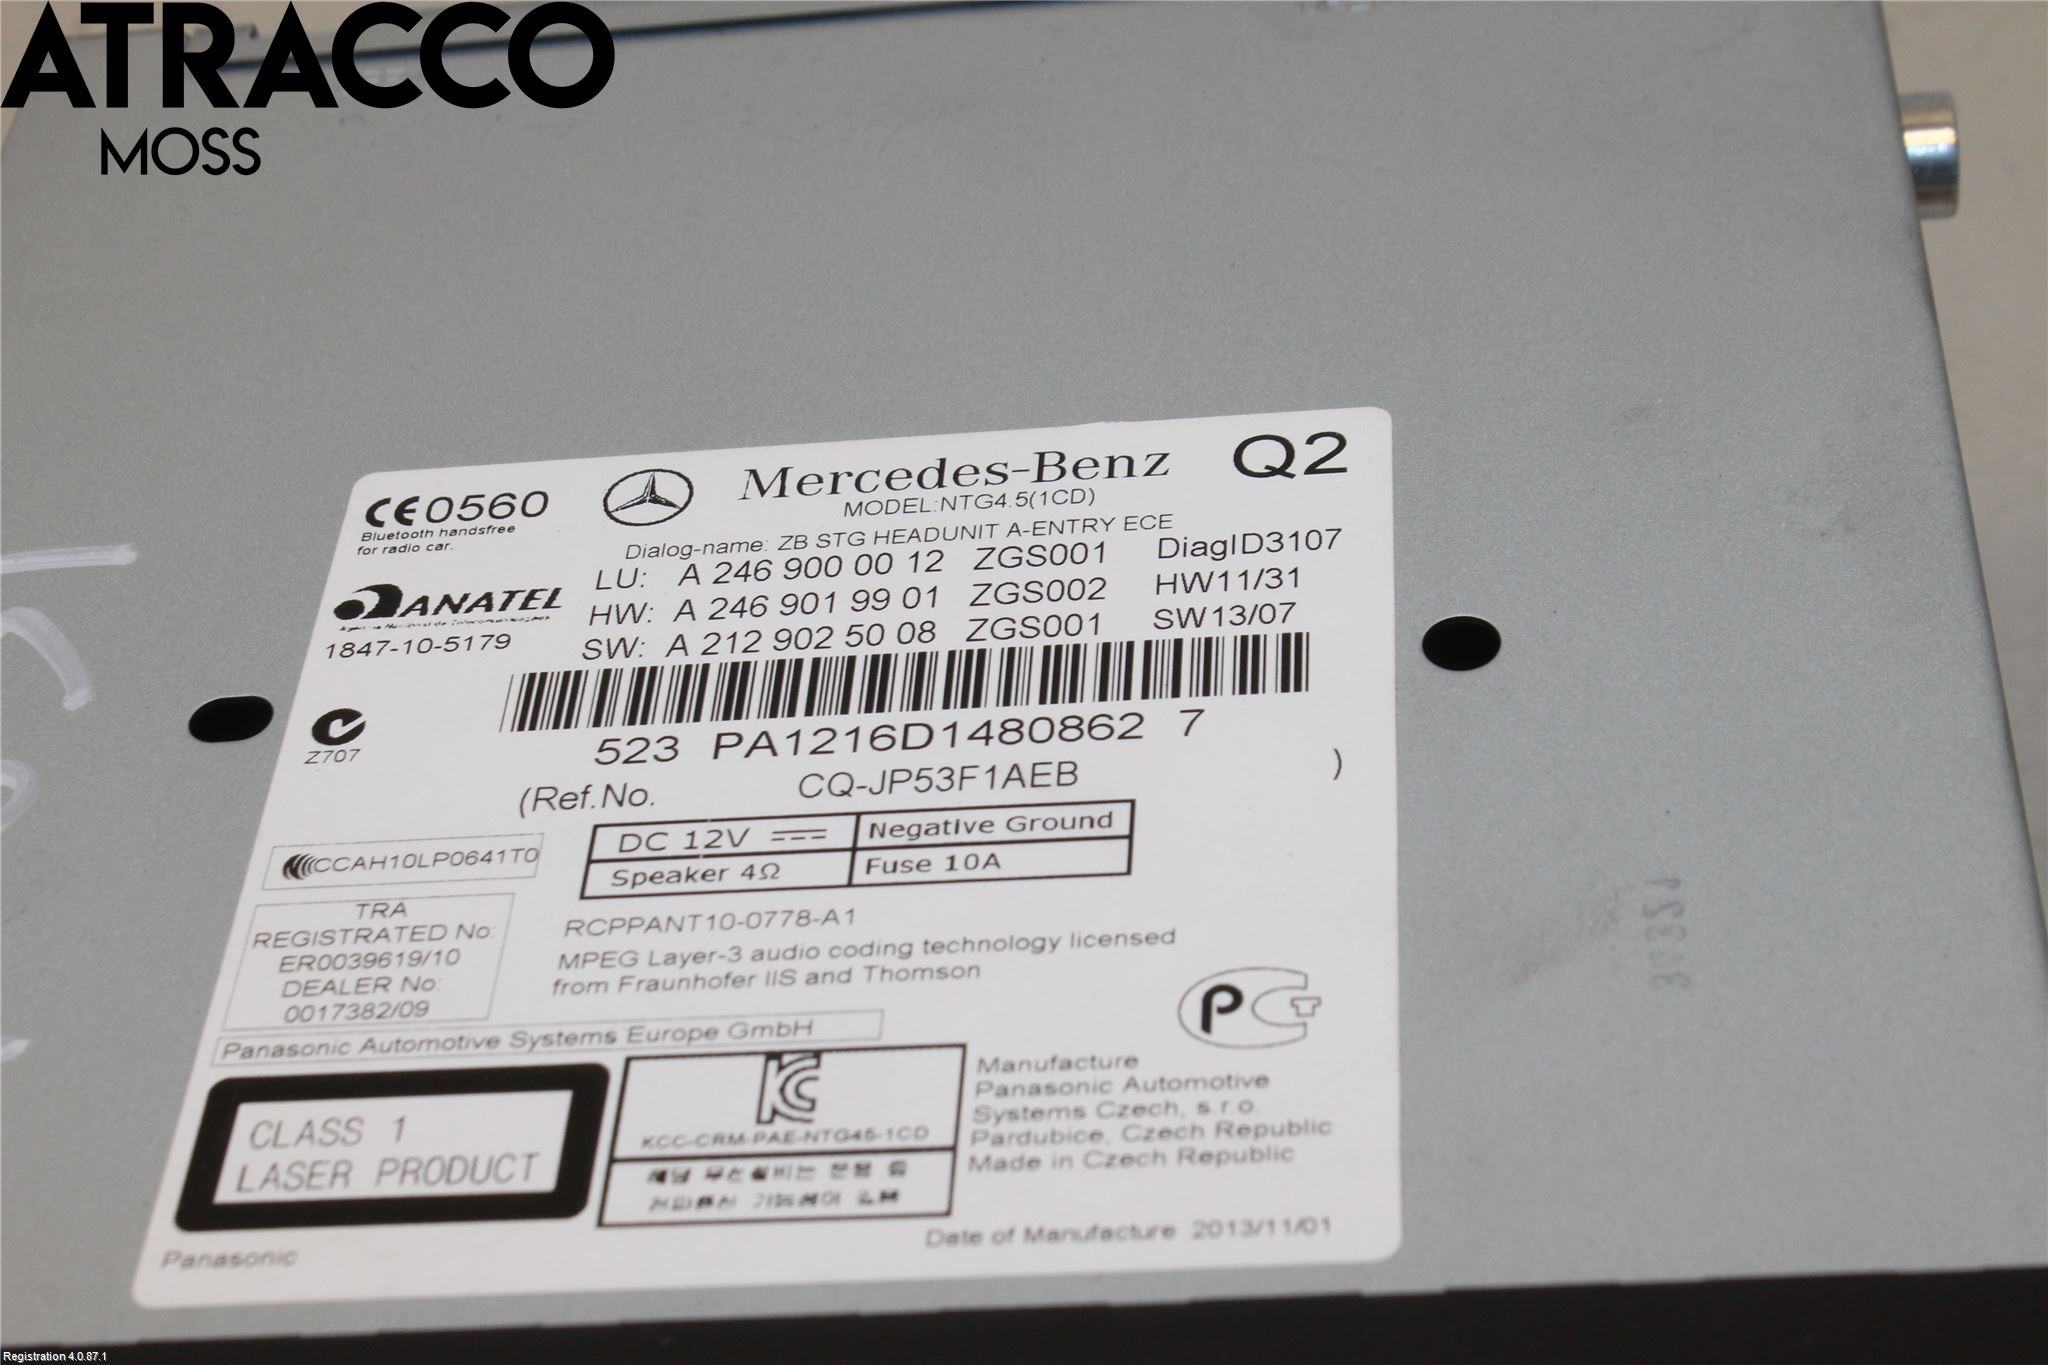 ATRACCO
MOSS
CE0560
Bluetooth handsfree
for radio car.
Mercedes-Benz
Q2
MODEL:NTG4.5(1CD)
Dialog-name: ZB STG HEADUNIT A-ENTRY ECE
LU: A 246 900 00 12 ZGS001 DiagID3107
HW: A 246 901 99 01 ZGS002 HW11/31
SW: A 212 902 50 08 ZGS001 SW13/07
ANATEL
1847-10-5179
Z707
523 PA1216D1480862 7
(Ref.No. CQ-JP53F1AEB )
DC 12V Negative Ground
Speaker 4Ω Fuse 10A
CCAH10LP0641T0
TRA
REGISTRATED No:
ER0039619/10
DEALER No:
0017382/09
RCPPANT10-0778-A1
MPEG Layer-3 audio coding technology licensed
from Fraunhofer IIS and Thomson
Panasonic Automotive Systems Europe GmbH
CLASS 1
LASER PRODUCT
KCC-CRM-PAE-NTG45-1CD
Manufacture
Panasonic Automotive
Systems Czech, s.r.o.
Pardubice, Czech Republic
Made in Czech Republic
Date of Manufacture 2013/11/01
Panasonic
Registration 4.0.87.1